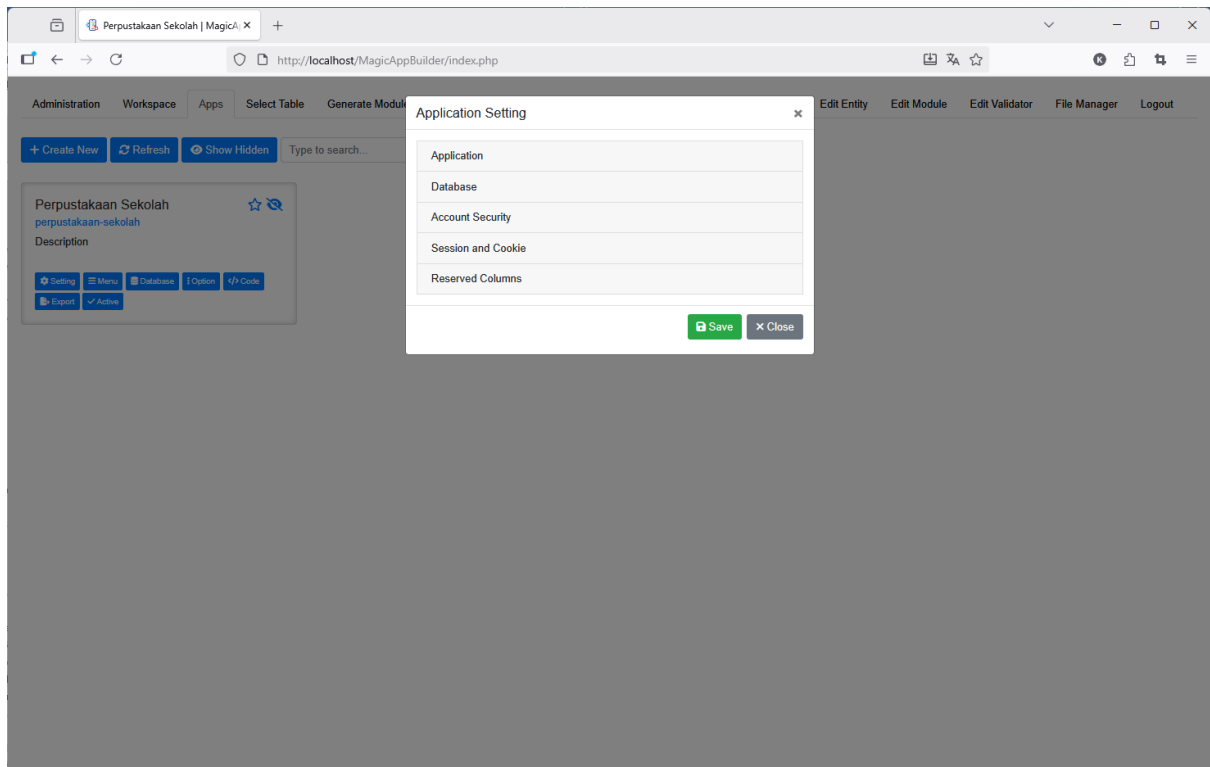 Perpustakaan Sekolah | MagicA
http://localhost/MagicAppBuilder/index.php
K
Administration Workspace Apps Select Table Generate Module Edit Entity Edit Module Edit Validator File Manager Logout
+ Create New Refresh Show Hidden Type to search...
Perpustakaan Sekolah
perpustakaan-sekolah
Description
Setting Menu Database Option Code
Export Active
Application Setting
Application
Database
Account Security
Session and Cookie
Reserved Columns
Save Close